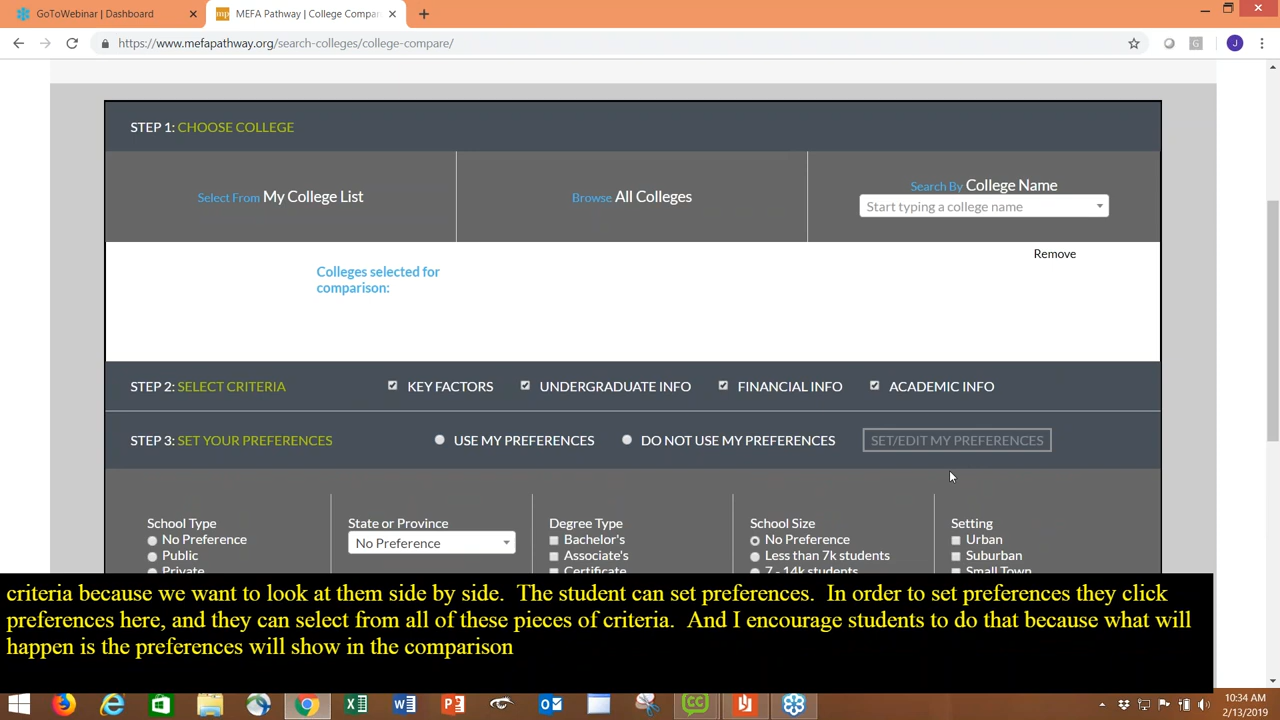 GoToWebinar | Dashboard
MEFA Pathway | College Compa
https://www.mefapathway.org/search-colleges/college-compare/
STEP 1: CHOOSE COLLEGE
Select From My College List
Browse All Colleges
Search By College Name
Start typing a college name
Remove
Colleges selected for
comparison:
STEP 2: SELECT CRITERIA KEY FACTORS UNDERGRADUATE INFO FINANCIAL INFO ACADEMIC INFO
STEP 3: SET YOUR PREFERENCES USE MY PREFERENCES DO NOT USE MY PREFERENCES SET/EDIT MY PREFERENCES
School Type
No Preference
Public
Private
State or Province
No Preference
Degree Type
Bachelor's
Associate's
Certificate
School Size
No Preference
Less than 7k students
7 - 14k students
Setting
Urban
Suburban
Small Town
criteria because we want to look at them side by side. The student can set preferences. In order to set preferences they click
preferences here, and they can select from all of these pieces of criteria. And I encourage students to do that because what will
happen is the preferences will show in the comparison
10:34 AM
2/13/2019